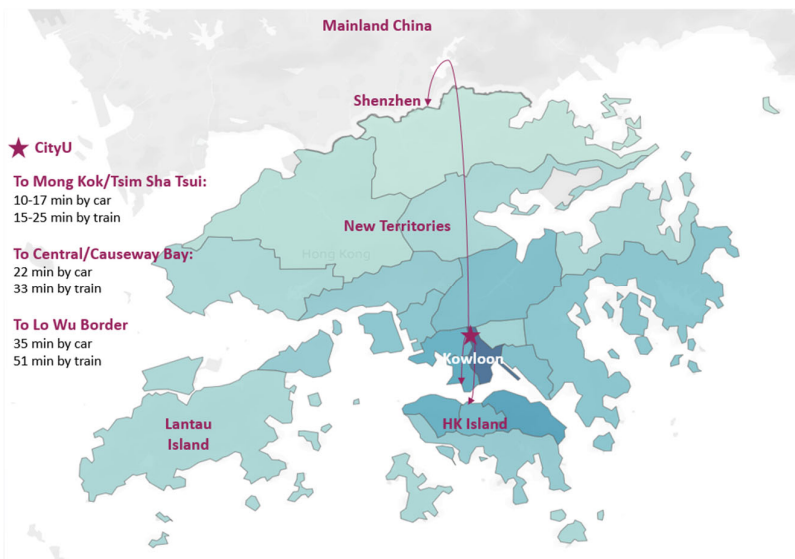 Mainland China
Shenzhen
CityU
To Mong Kok/Tsim Sha Tsui:
10-17 min by car
15-25 min by train
New Territories
Hong Kong
To Central/Causeway Bay:
22 min by car
33 min by train
To Lo Wu Border
35 min by car
51 min by train
Kowloon
Lantau
Island
HK Island